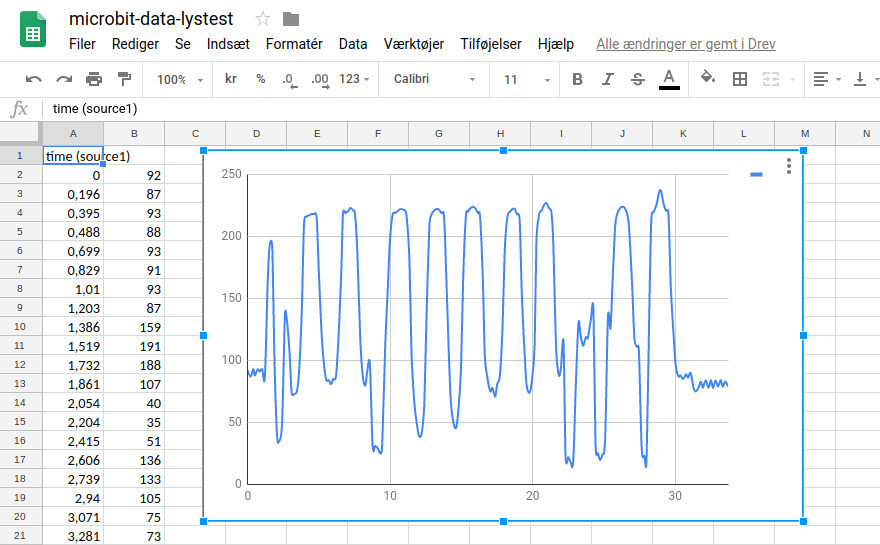 microbit-data-lystest
Filer Rediger Se Indsæt Formatér Data Værktøjer Tilføjelser Hjælp Alle ændringer er gemt i Drev
100% kr % .0 .00 123 Calibri 11 B I S A
fx time (source1)
A B C D E F G H I J K L M N
1 time (source1)
2 0 92
3 0,196 87
4 0,395 93
5 0,488 88
6 0,699 93
7 0,829 91
8 1,01 93
9 1,203 87
10 1,386 159
11 1,519 191
12 1,732 188
13 1,861 107
14 2,054 40
15 2,204 35
16 2,415 51
17 2,606 136
18 2,739 133
19 2,94 105
20 3,071 75
21 3,281 73
250
200
150
100
50
0
0 10 20 30